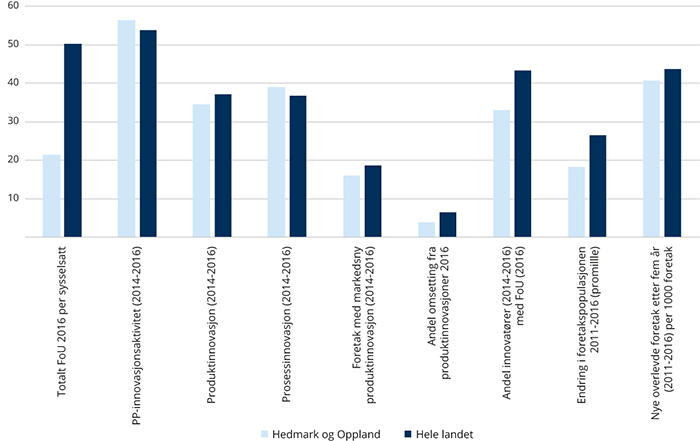 60
50
40
30
20
10
Totalt FoU 2016 per sysselsatt
PP-innovasjonsaktivitet (2014-2016)
Produktinnovasjon (2014-2016)
Prosessinnovasjon (2014-2016)
Foretak med markedsny
produktinnovasjon (2014-2016)
Andel omsetting fra
produktinnovasjoner 2016
Andel innovatører (2014-2016)
med FoU (2016)
Endring i foretakspopulasjonen
2011-2016 (promillle)
Nye overlevde foretak etter fem år
(2011-2016) per 1000 foretak
Hedmark og Oppland
Hele landet